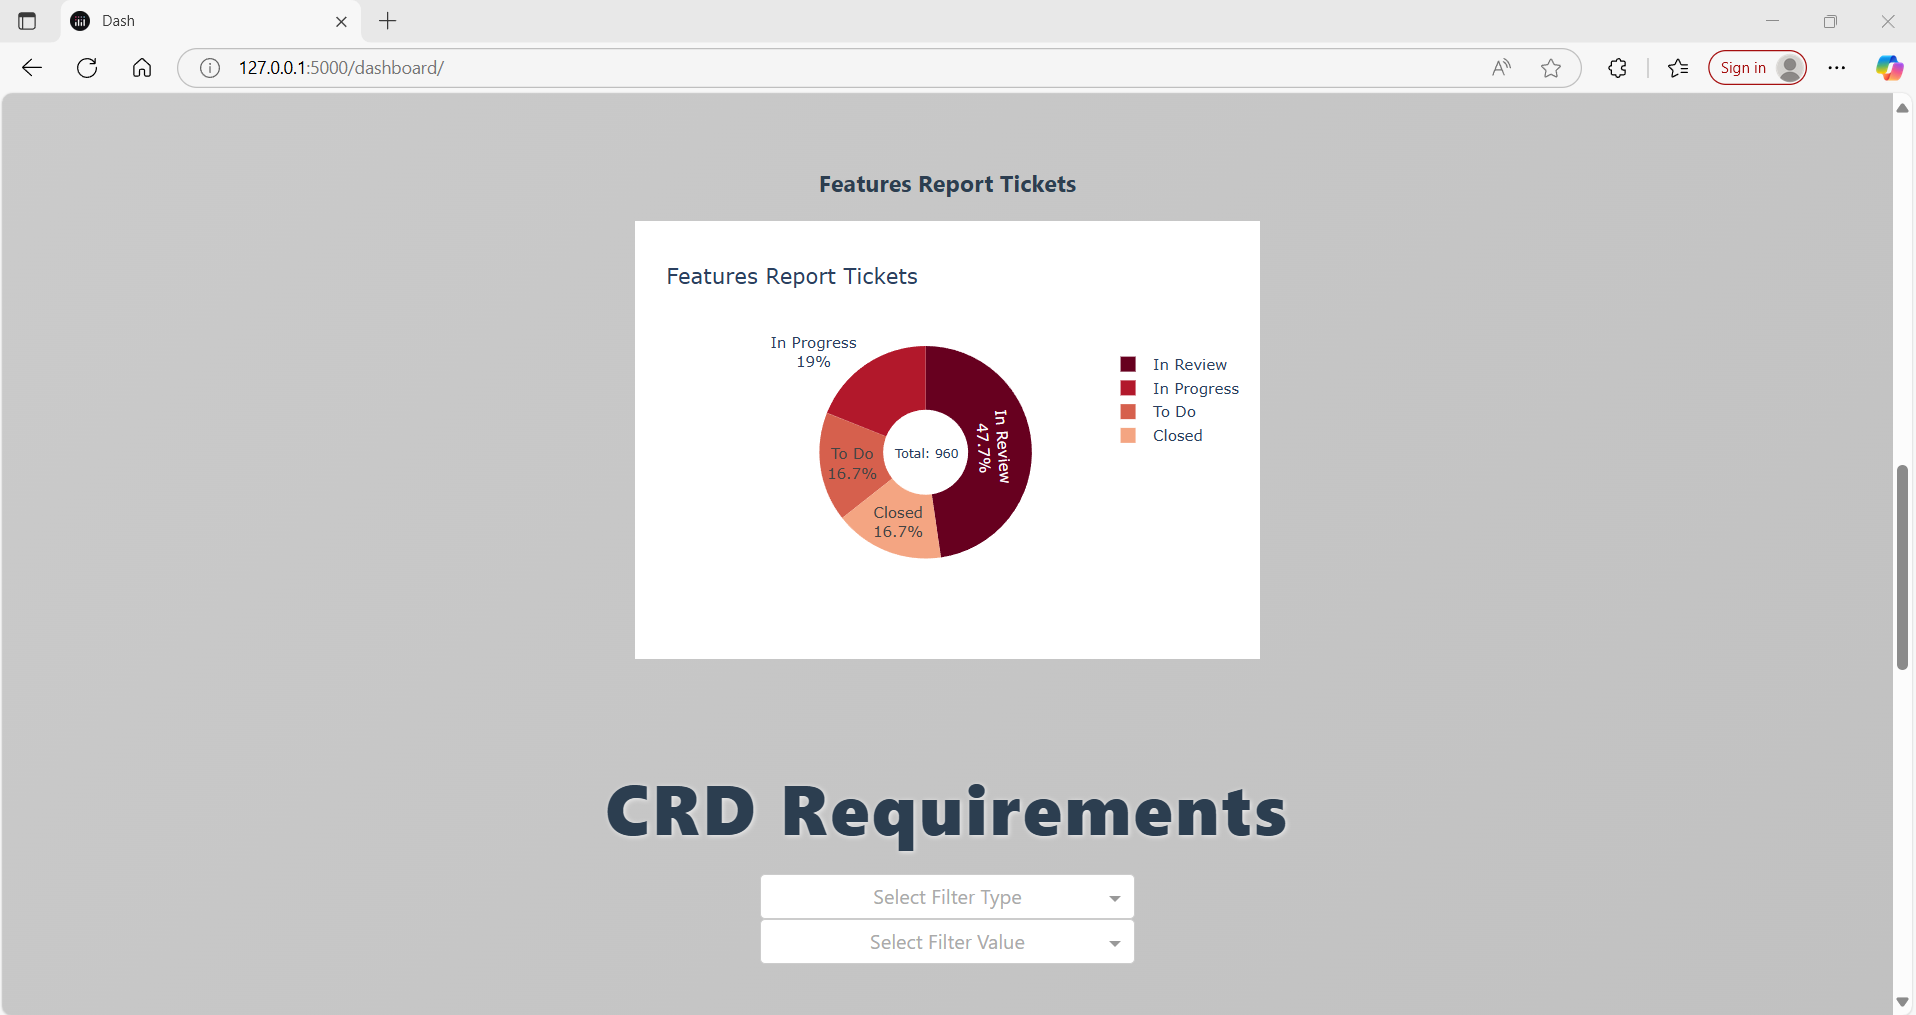 Dash
127.0.0.1:5000/dashboard/
Sign in
Features Report Tickets
Features Report Tickets
In Progress
19%
In Review
47.7%
To Do
16.7%
Total: 960
Closed
16.7%
In Review
In Progress
To Do
Closed
CRD Requirements
Select Filter Type
Select Filter Value